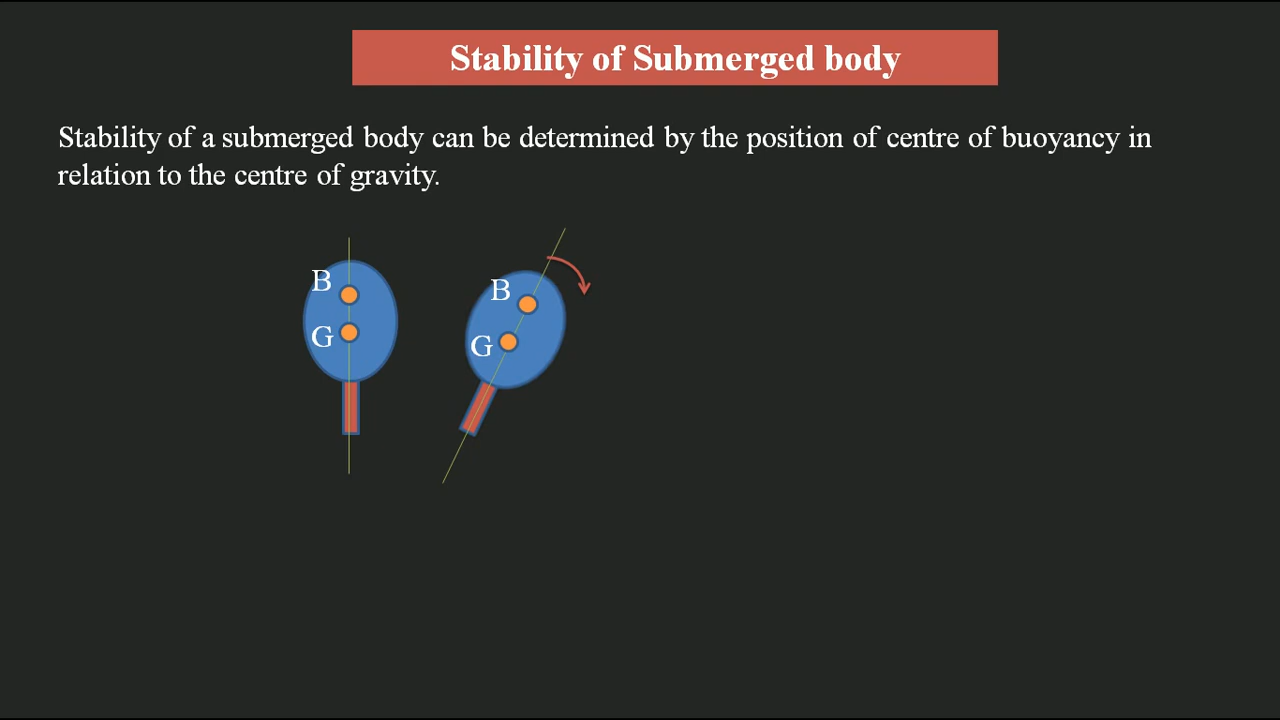 Stability of Submerged body
Stability of a submerged body can be determined by the position of centre of buoyancy in
relation to the centre of gravity.
B
G
B
G